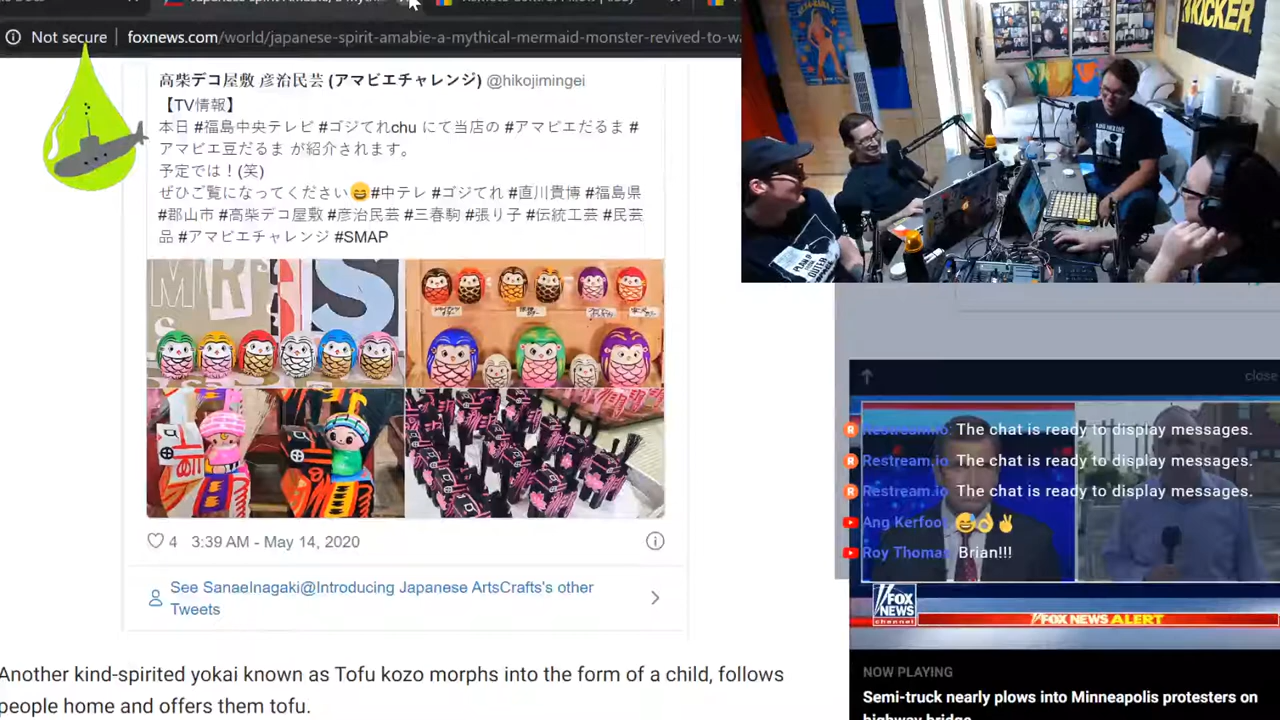 Not secure
foxnews.com/world/japanese-spirit-amable-a-mythical-mermaid-monster-revived-to-wa
高柴デコ屋敷 彦治民芸 (アマビエチャレンジ) @hikojimingei
【TV情報】
本日 #福島中央テレビ #ゴジてれchu にて当店の #アマビエだるま #
アマビエ豆だるま が紹介されます。
予定では！(笑)
ぜひご覧になってください😄#中テレ #ゴジてれ #直川貴博 #福島県
#郡山市 #高柴デコ屋敷 #彦治民芸 #三春駒 #張り子 #伝統工芸 #民芸
品 #アマビエチャレンジ #SMAP
MR
S
4 3:39 AM - May 14, 2020
See SanaeInagaki@Introducing Japanese ArtsCrafts's other
Tweets
Another kind-spirited yokai known as Tofu kozo morphs into the form of a child, follows
people home and offers them tofu.
KICKER
close
Restream.io The chat is ready to display messages.
Restream.io The chat is ready to display messages.
Restream.io The chat is ready to display messages.
Ang Kerfoot 😅👌✌
Roy Thomas Brian!!!
FOX
NEWS
channel
FOX NEWS ALERT
NOW PLAYING
Semi-truck nearly plows into Minneapolis protesters on
highway bridge